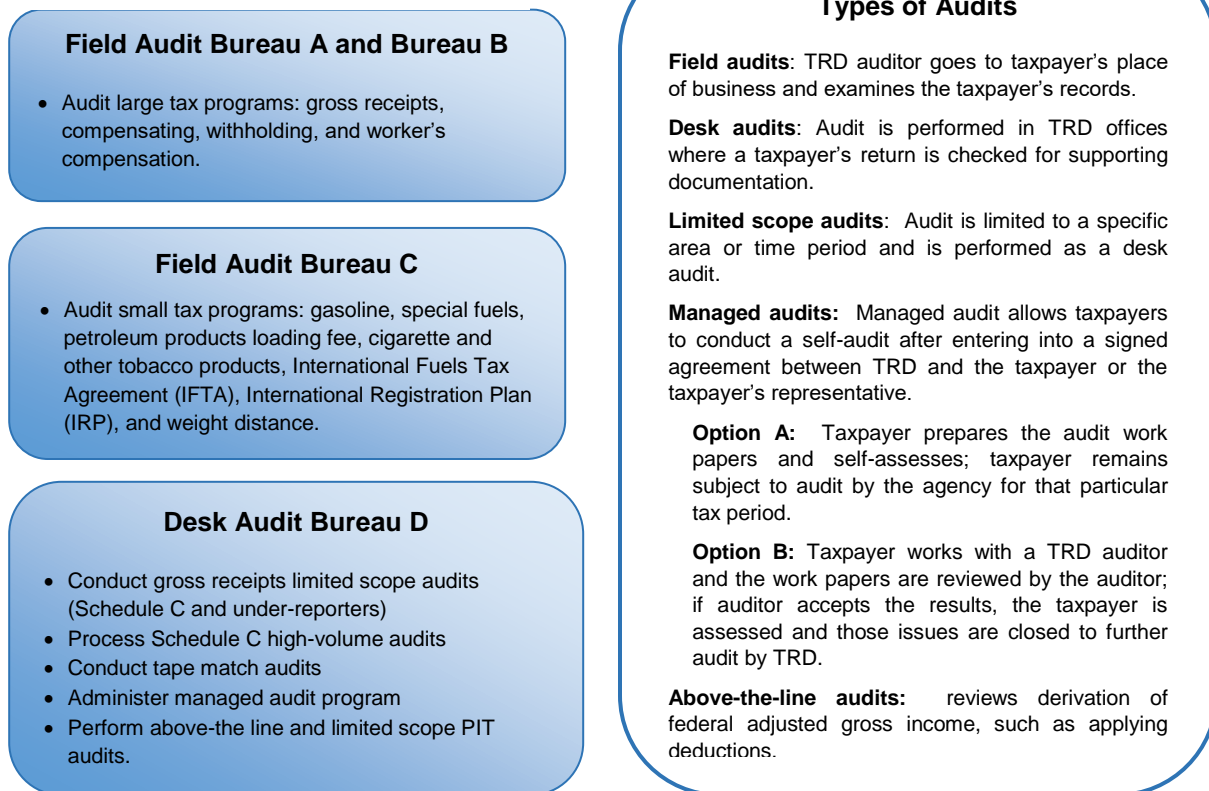 Field Audit Bureau A and Bureau B
• Audit large tax programs: gross receipts,
compensating, withholding, and worker's
compensation.
Field Audit Bureau C
• Audit small tax programs: gasoline, special fuels,
petroleum products loading fee, cigarette and
other tobacco products, International Fuels Tax
Agreement (IFTA), International Registration Plan
(IRP), and weight distance.
Desk Audit Bureau D
• Conduct gross receipts limited scope audits
(Schedule C and under-reporters)
• Process Schedule C high-volume audits
• Conduct tape match audits
• Administer managed audit program
• Perform above-the line and limited scope PIT
audits.
Types of Audits
Field audits: TRD auditor goes to taxpayer's place
of business and examines the taxpayer's records.
Desk audits: Audit is performed in TRD offices
where a taxpayer's return is checked for supporting
documentation.
Limited scope audits: Audit is limited to a specific
area or time period and is performed as a desk
audit.
Managed audits: Managed audit allows taxpayers
to conduct a self-audit after entering into a signed
agreement between TRD and the taxpayer or the
taxpayer's representative.
Option A: Taxpayer prepares the audit work
papers and self-assesses; taxpayer remains
subject to audit by the agency for that particular
tax period.
Option B: Taxpayer works with a TRD auditor
and the work papers are reviewed by the auditor;
if auditor accepts the results, the taxpayer is
assessed and those issues are closed to further
audit by TRD.
Above-the-line audits: reviews derivation of
federal adjusted gross income, such as applying
deductions.